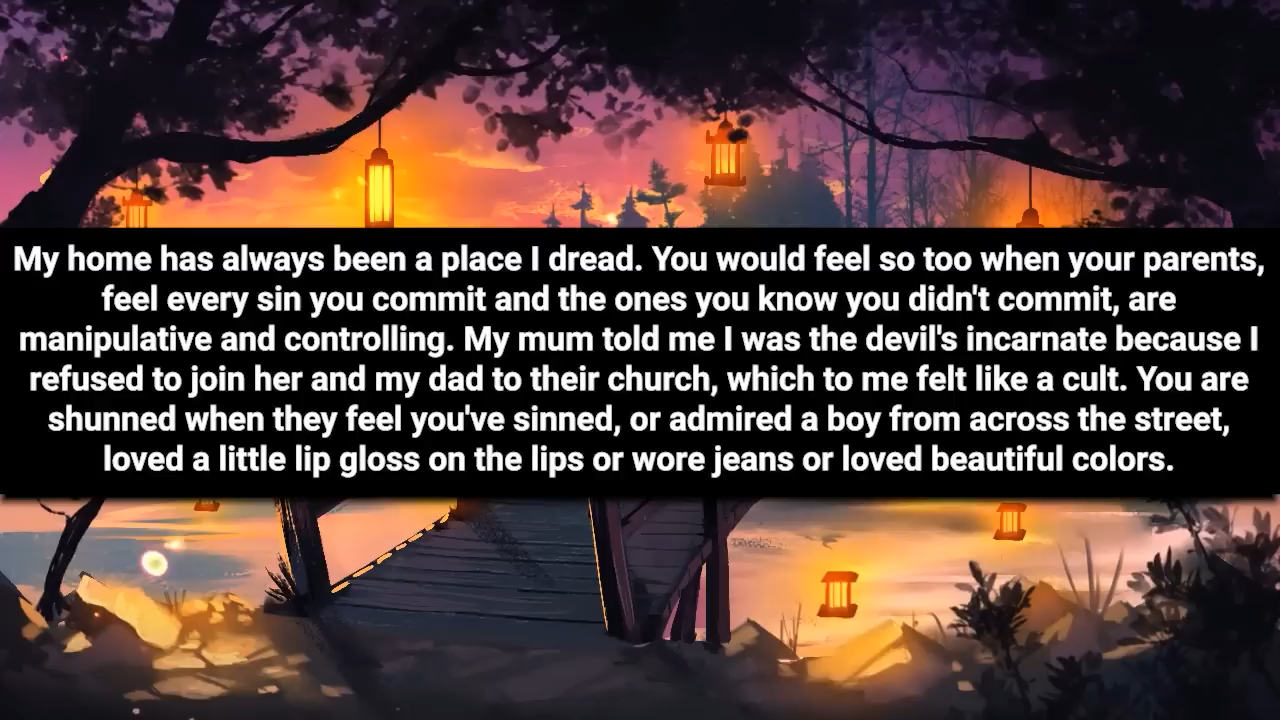 My home has always been a place I dread. You would feel so too when your parents,
feel every sin you commit and the ones you know you didn't commit, are
manipulative and controlling. My mum told me I was the devil's incarnate because I
refused to join her and my dad to their church, which to me felt like a cult. You are
shunned when they feel you've sinned, or admired a boy from across the street,
loved a little lip gloss on the lips or wore jeans or loved beautiful colors.